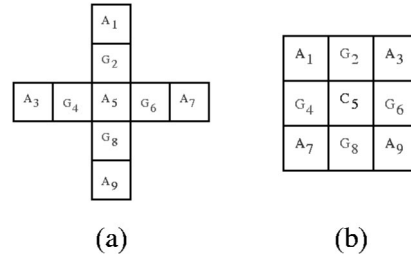 A1
G2
A3 G4 A5 G6 A7
G8
A9
(a)
A1 G2 A3
G4 C5 G6
A7 G8 A9
(b)